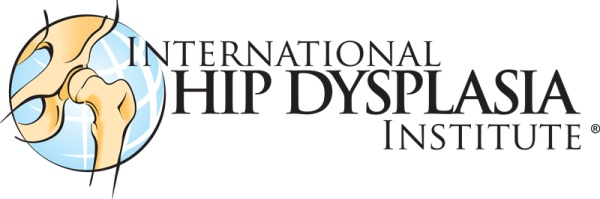 INTERNATIONAL
HIP DYSPLASIA
INSTITUTE ®